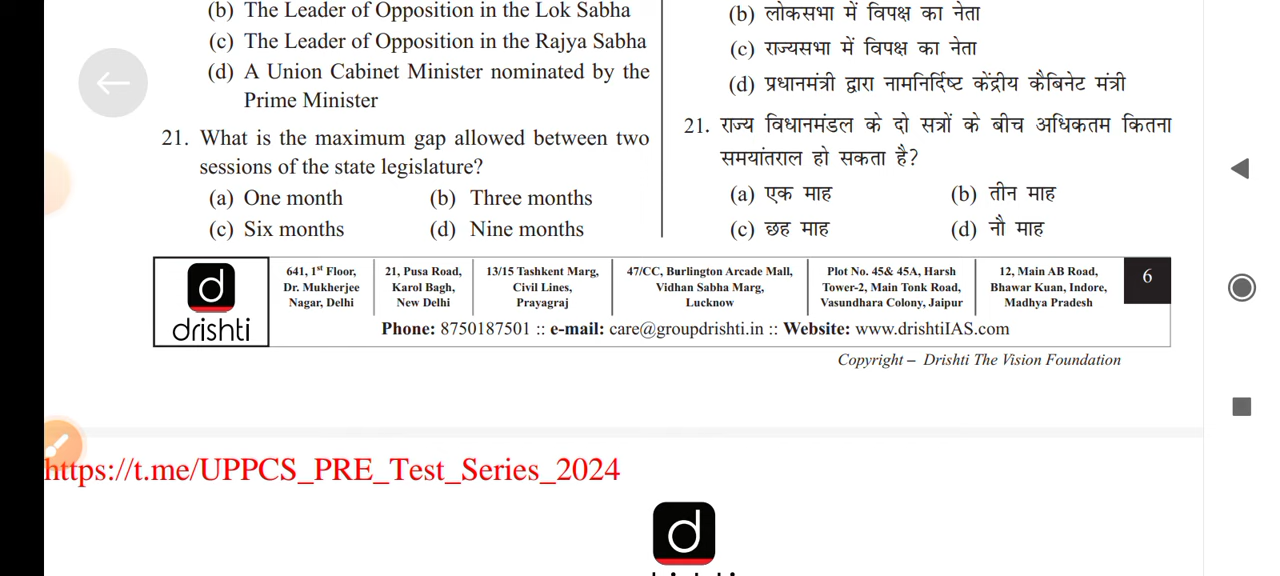 (b) The Leader of Opposition in the Lok Sabha
(c) The Leader of Opposition in the Rajya Sabha
(d) A Union Cabinet Minister nominated by the
Prime Minister
21. What is the maximum gap allowed between two
sessions of the state legislature?
(a) One month (b) Three months
(c) Six months (d) Nine months
(b) लोकसभा में विपक्ष का नेता
(c) राज्यसभा में विपक्ष का नेता
(d) प्रधानमंत्री द्वारा नामनिर्दिष्ट केंद्रीय कैबिनेट मंत्री
21. राज्य विधानमंडल के दो सत्रों के बीच अधिकतम कितना
समयांतराल हो सकता है?
(a) एक माह (b) तीन माह
(c) छह माह (d) नौ माह
d
drishti
641, 1st Floor,
Dr. Mukherjee
Nagar, Delhi
21, Pusa Road,
Karol Bagh,
New Delhi
13/15 Tashkent Marg,
Civil Lines,
Prayagraj
47/CC, Burlington Arcade Mall,
Vidhan Sabha Marg,
Lucknow
Plot No. 45& 45A, Harsh
Tower-2, Main Tonk Road,
Vasundhara Colony, Jaipur
12, Main AB Road,
Bhawar Kuan, Indore,
Madhya Pradesh
6
Phone: 8750187501 :: e-mail: care@groupdrishti.in :: Website: www.drishtiIAS.com
Copyright – Drishti The Vision Foundation
https://t.me/UPPCS_PRE_Test_Series_2024
d